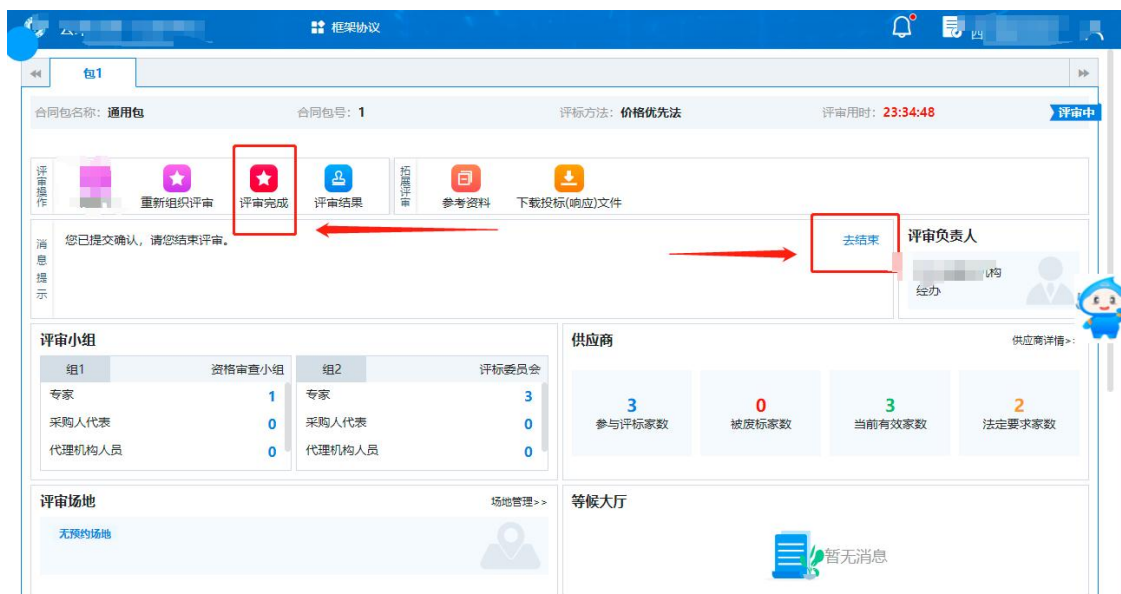 框架协议
包1
合同包名称：通用包 合同包号：1 评标方法：价格优先法 评审用时：23:34:48 评审中
评审操作
重新组织评审 评审完成 评审结果
拓展评审
参考资料 下载投标(响应)文件
消息提示
您已提交确认，请您结束评审。 去结束
评审负责人
机构
经办
评审小组
组1 资格审查小组 组2 评标委员会
专家 1 专家 3
采购人代表 0 采购人代表 0
代理机构人员 0 代理机构人员 0
供应商 供应商详情>:
3 0 3 2
参与评标家数 被废标家数 当前有效家数 法定要求家数
评审场地 场地管理>>
无预约场地
等候大厅
暂无消息